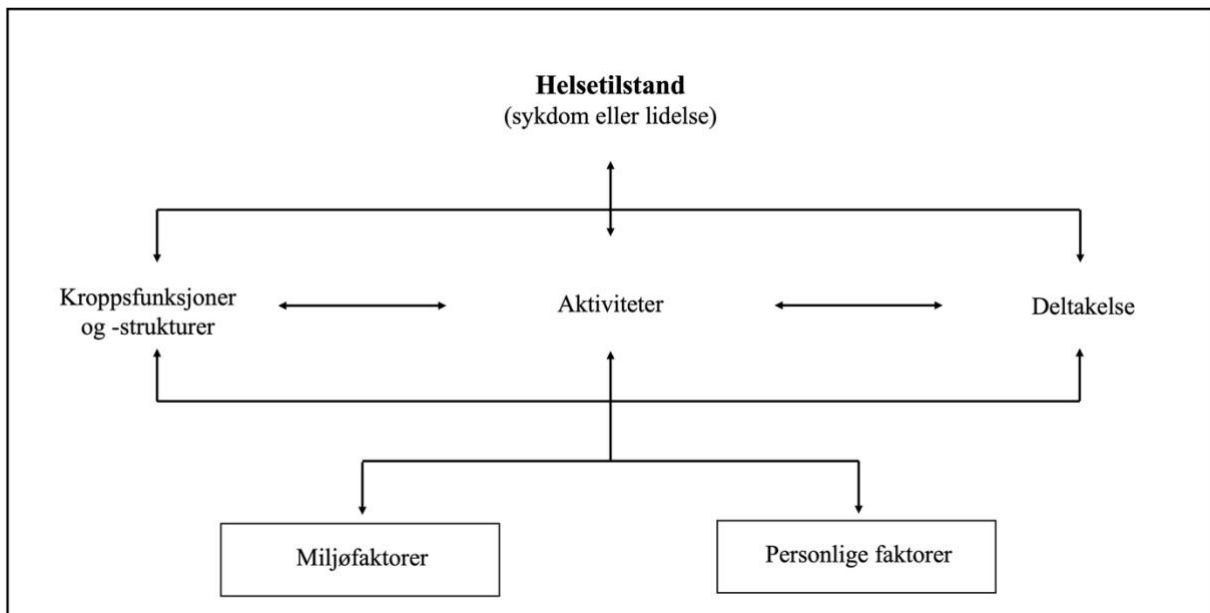 Helsetilstand
(sykdom eller lidelse)
Kroppsfunksjoner
og -strukturer
Aktiviteter
Deltakelse
Miljøfaktorer
Personlige faktorer